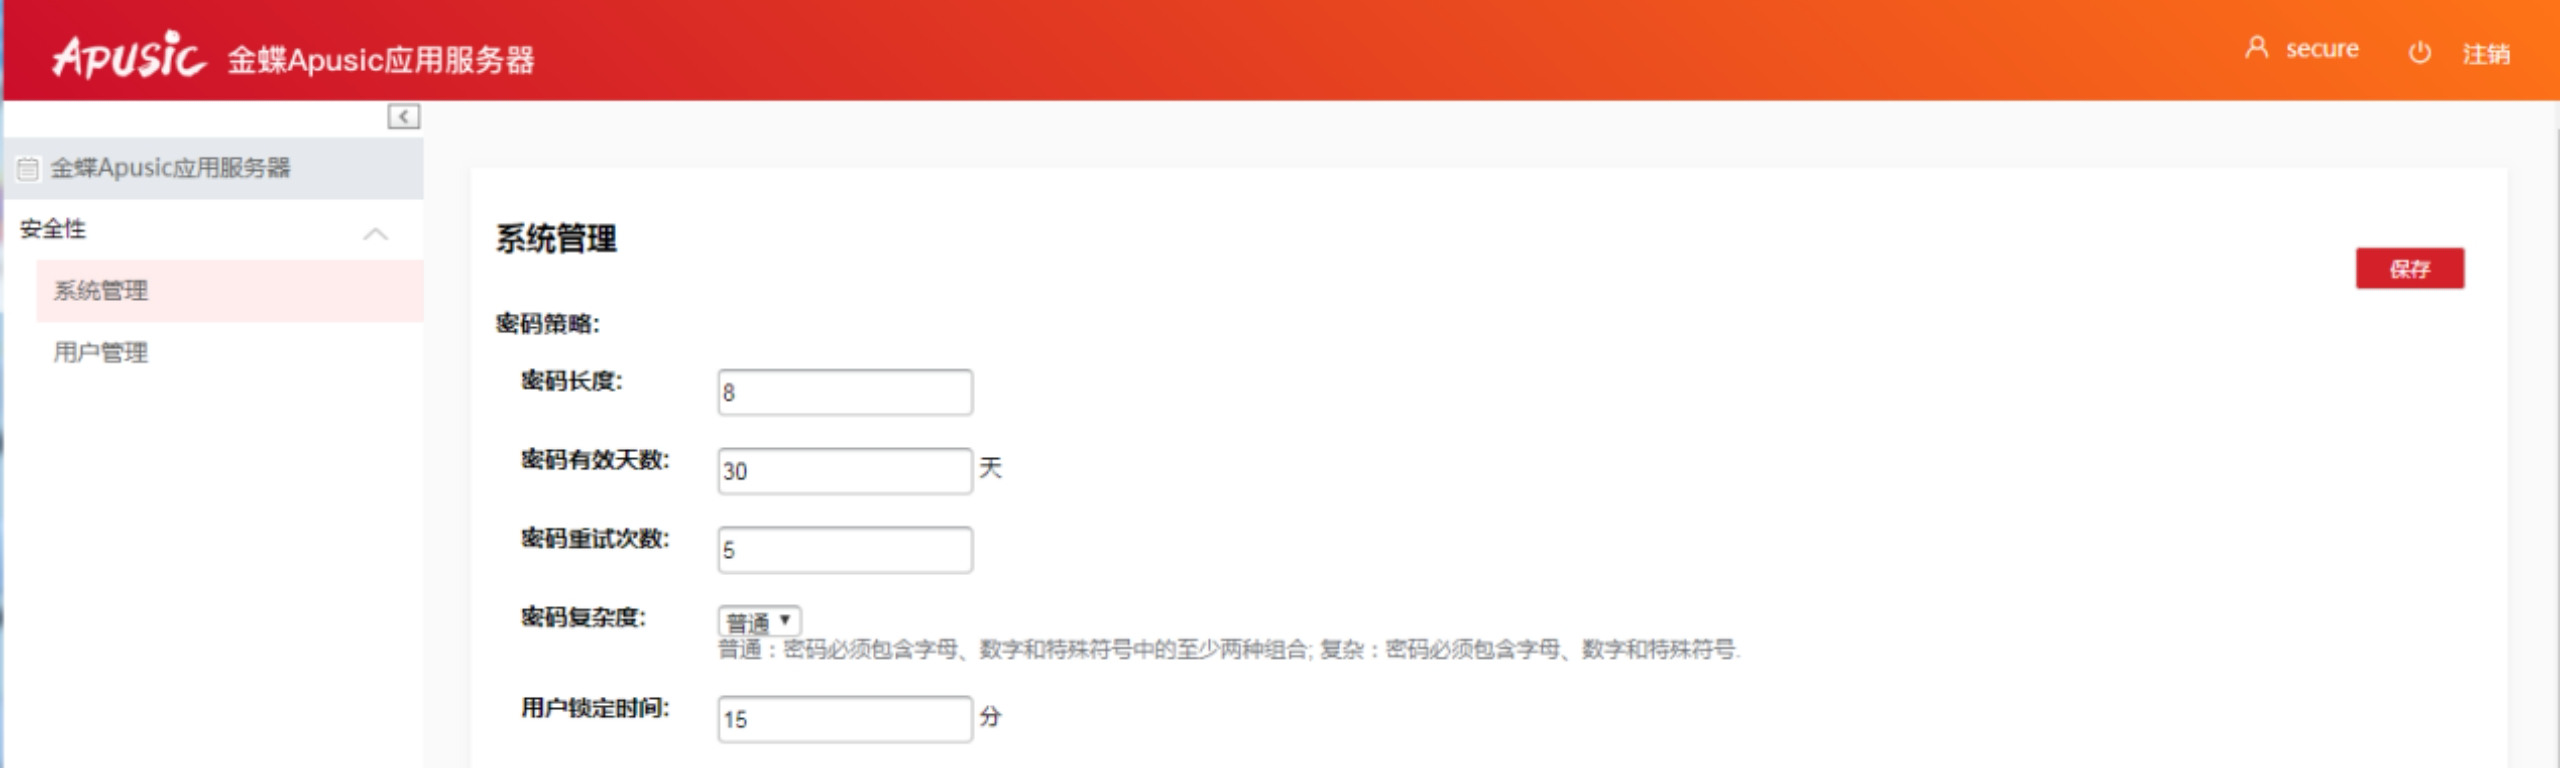 APUSIC 金蝶Apusic应用服务器
secure 注销
金蝶Apusic应用服务器
安全性
系统管理
用户管理
系统管理
保存
密码策略:
密码长度: 8
密码有效天数: 30 天
密码重试次数: 5
密码复杂度: 普通
普通：密码必须包含字母、数字和特殊符号中的至少两种组合; 复杂：密码必须包含字母、数字和特殊符号.
用户锁定时间: 15 分